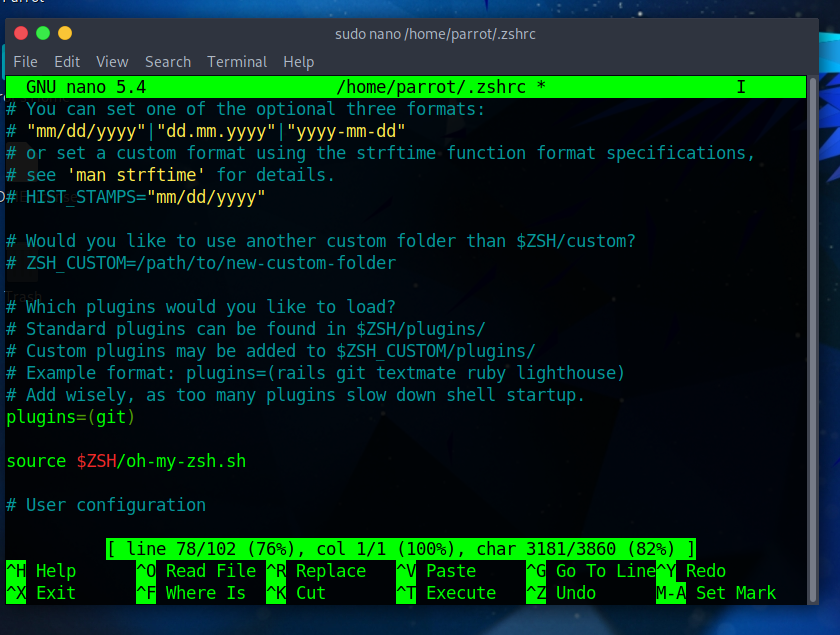 Parrot
sudo nano /home/parrot/.zshrc
File Edit View Search Terminal Help
GNU nano 5.4 /home/parrot/.zshrc * I
# You can set one of the optional three formats:
# "mm/dd/yyyy"|"dd.mm.yyyy"|"yyyy-mm-dd"
# or set a custom format using the strftime function format specifications,
# see 'man strftime' for details.
# HIST_STAMPS="mm/dd/yyyy"
# Would you like to use another custom folder than $ZSH/custom?
# ZSH_CUSTOM=/path/to/new-custom-folder
# Which plugins would you like to load?
# Standard plugins can be found in $ZSH/plugins/
# Custom plugins may be added to $ZSH_CUSTOM/plugins/
# Example format: plugins=(rails git textmate ruby lighthouse)
# Add wisely, as too many plugins slow down shell startup.
plugins=(git)
source $ZSH/oh-my-zsh.sh
# User configuration
[ line 78/102 (76%), col 1/1 (100%), char 3181/3860 (82%) ]
^H Help ^O Read File ^R Replace ^V Paste ^G Go To Line ^Y Redo
^X Exit ^F Where Is ^K Cut ^T Execute ^Z Undo M-A Set Mark